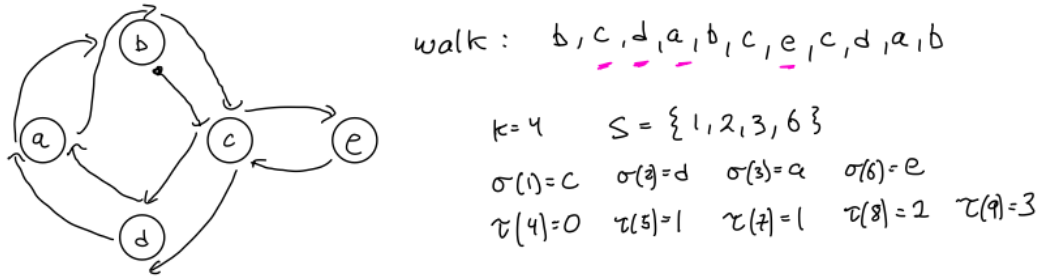 b
a
c
e
d
walk : b, c, d, a, b, c, e, c, d, a, b
k=4 S = { 1, 2, 3, 6 }
σ(1)=c σ(2)=d σ(3)=a σ(6)=e
τ(4)=0 τ(5)=1 τ(7)=1 τ(8)=2 τ(9)=3